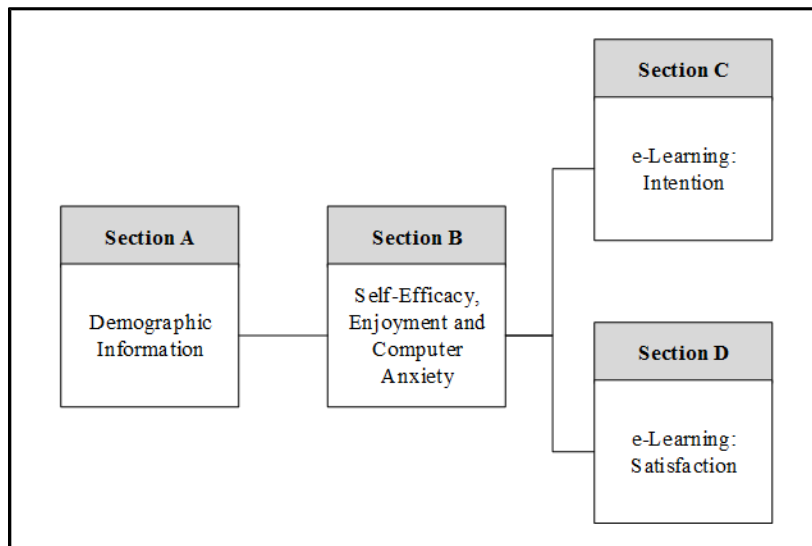 Section A
Demographic
Information
Section B
Self-Efficacy,
Enjoyment and
Computer
Anxiety
Section C
e-Learning:
Intention
Section D
e-Learning:
Satisfaction